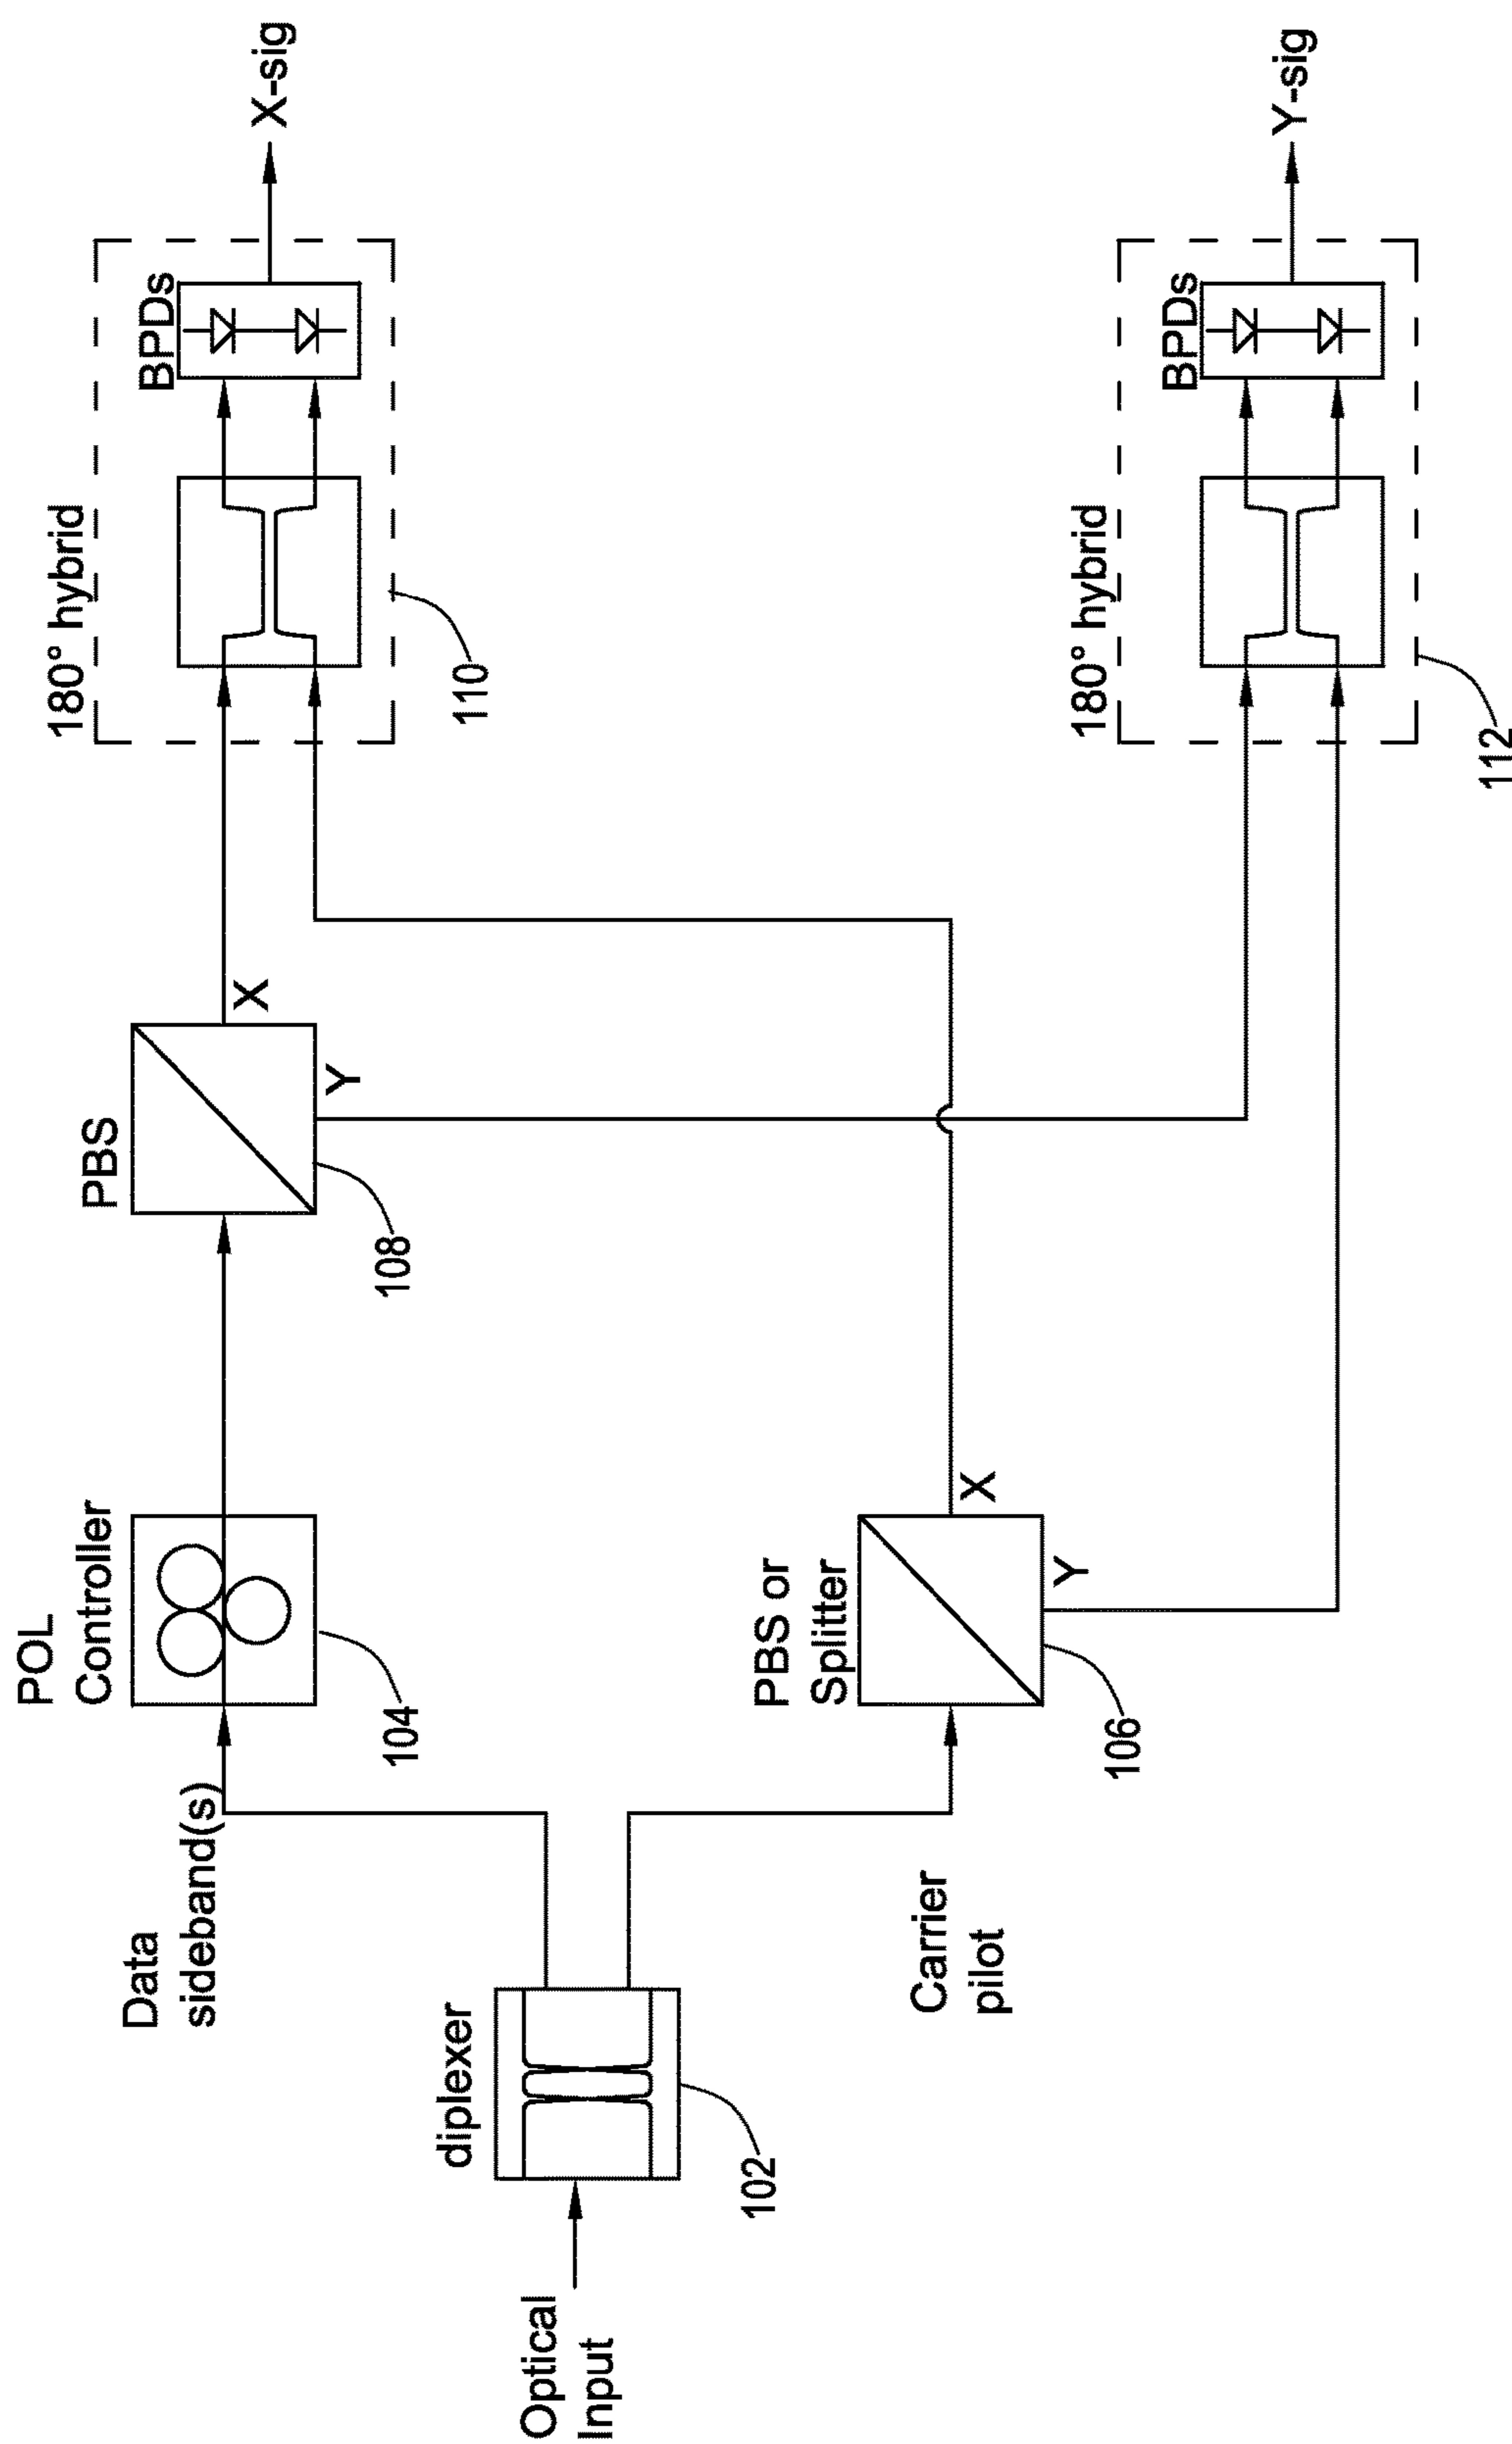 Optical
Input
diplexer
102
Data
sideband(s)
Carrier
pilot
POL
Controller
104
PBS or
Splitter
106
X
Y
PBS
108
X
Y
180° hybrid
110
BPDs
X-sig
180° hybrid
112
BPDs
Y-sig